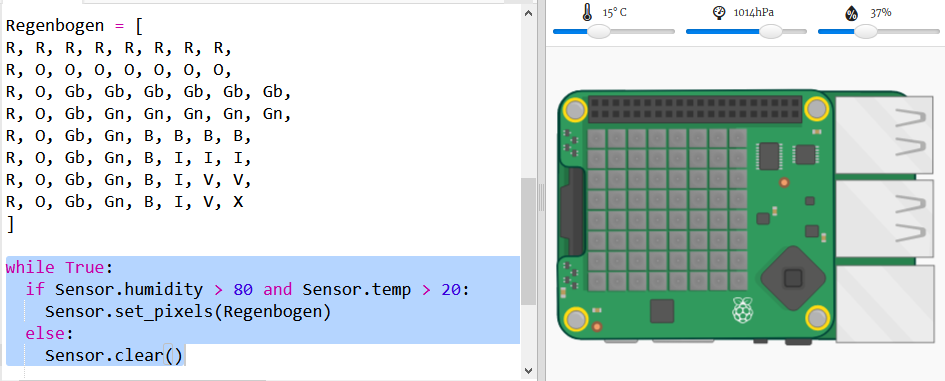 15° C
1014hPa
37%
Regenbogen = [
R, R, R, R, R, R, R, R,
R, O, O, O, O, O, O, O,
R, O, Gb, Gb, Gb, Gb, Gb, Gb,
R, O, Gb, Gn, Gn, Gn, Gn, Gn,
R, O, Gb, Gn, B, B, B, B,
R, O, Gb, Gn, B, I, I, I,
R, O, Gb, Gn, B, I, V, V,
R, O, Gb, Gn, B, I, V, X
]
while True:
if Sensor.humidity > 80 and Sensor.temp > 20:
Sensor.set_pixels(Regenbogen)
else:
Sensor.clear()